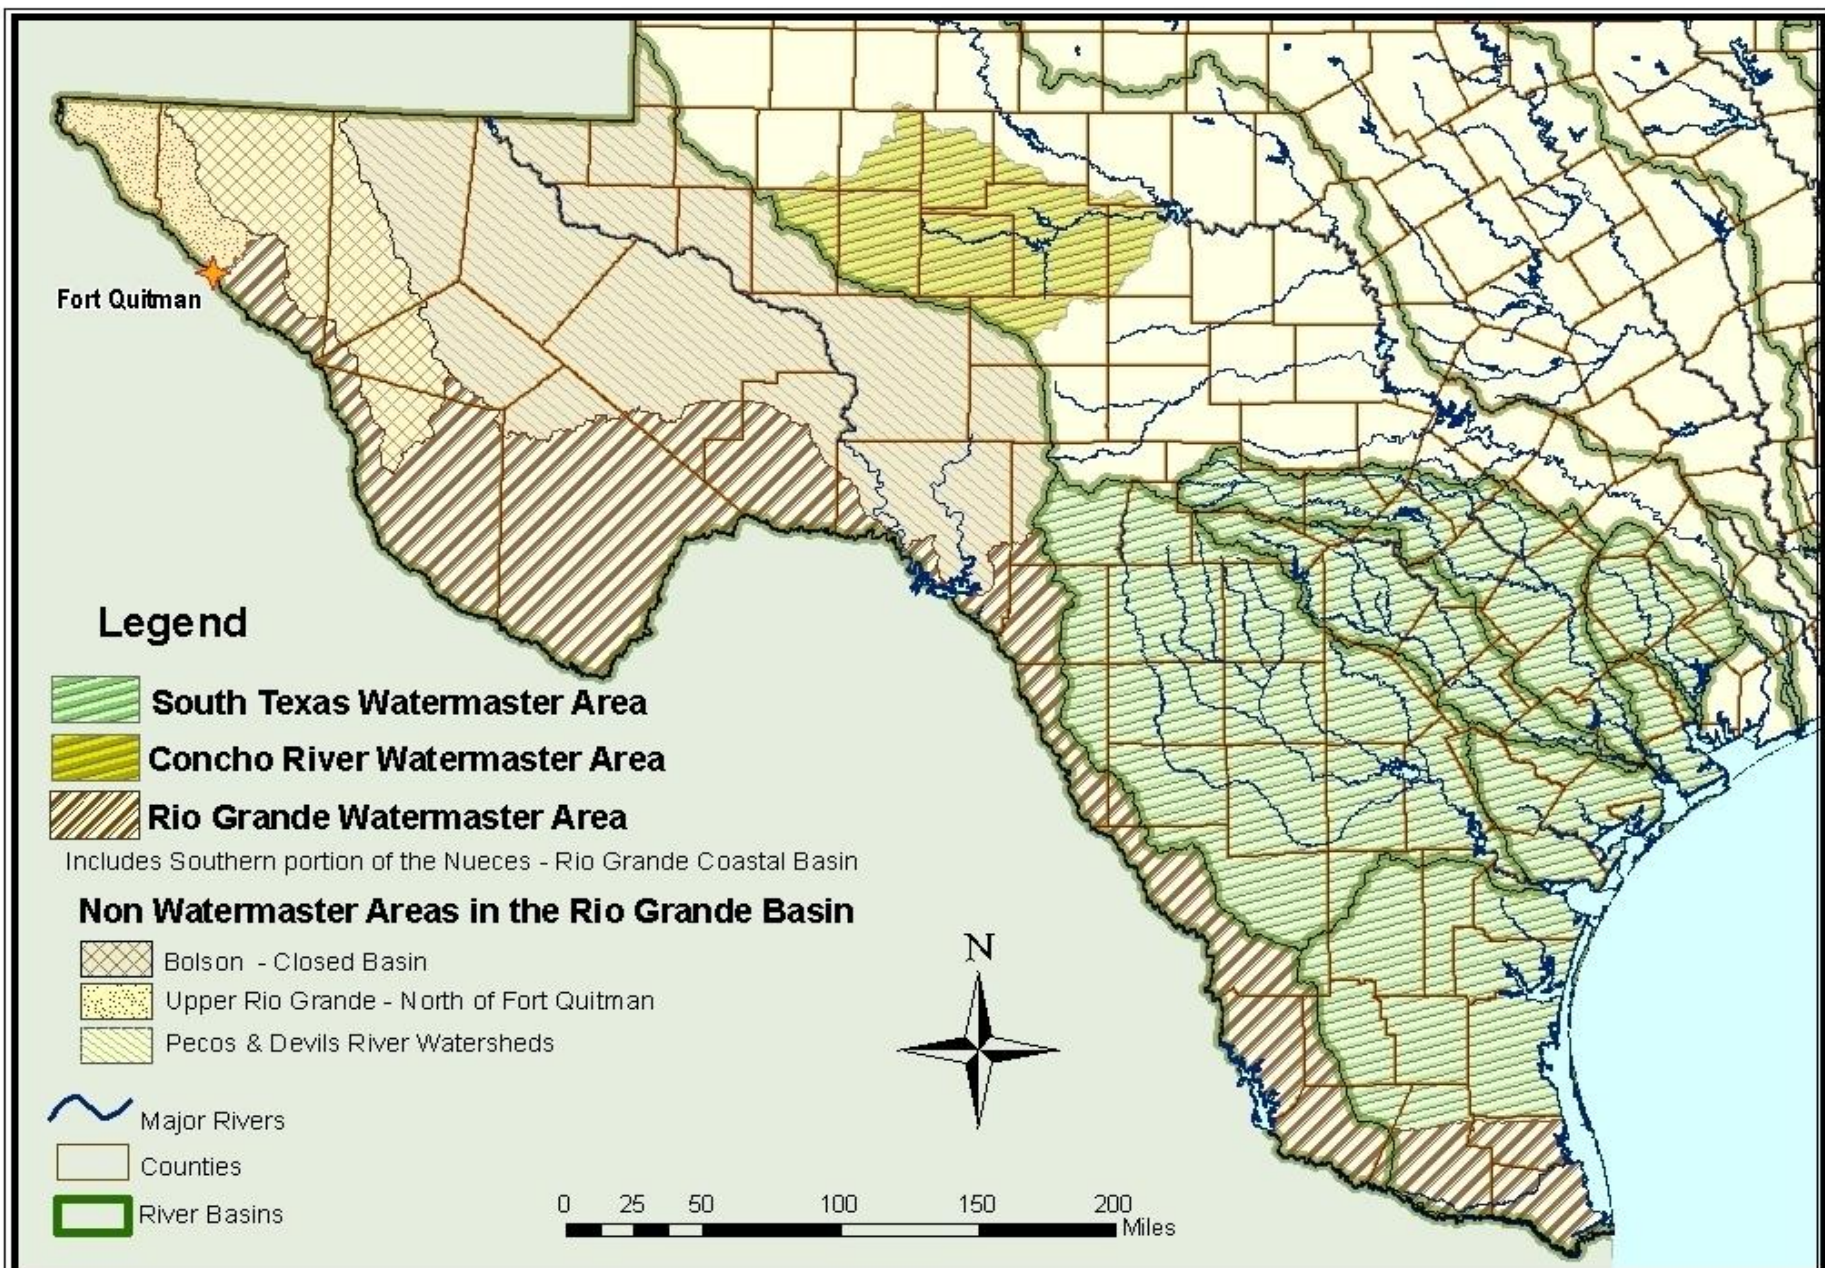 Fort Quitman
Legend
South Texas Watermaster Area
Concho River Watermaster Area
Rio Grande Watermaster Area
Includes Southern portion of the Nueces - Rio Grande Coastal Basin
Non Watermaster Areas in the Rio Grande Basin
Bolson - Closed Basin
Upper Rio Grande - North of Fort Quitman
Pecos & Devils River Watersheds
Major Rivers
Counties
River Basins
N
0 25 50 100 150 200
Miles